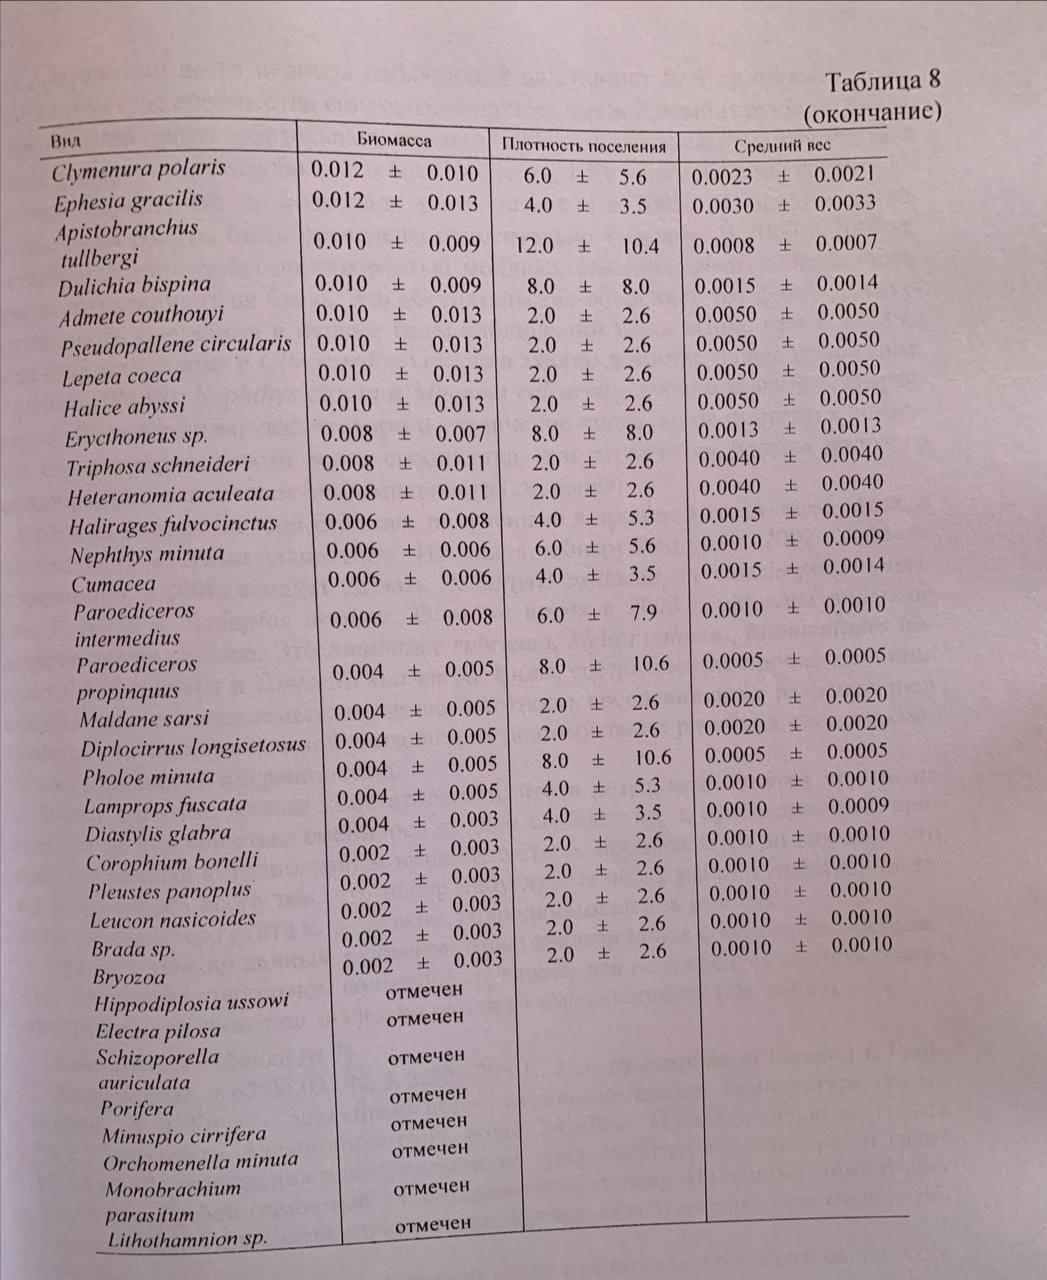 Таблица 8
(окончание)
Вид Биомасса Плотность поселения Средний вес
Clymenura polaris 0.012 ± 0.010 6.0 ± 5.6 0.0023 ± 0.0021
Ephesia gracilis 0.012 ± 0.013 4.0 ± 3.5 0.0030 ± 0.0033
Apistobranchus
tullbergi 0.010 ± 0.009 12.0 ± 10.4 0.0008 ± 0.0007
Dulichia bispina 0.010 ± 0.009 8.0 ± 8.0 0.0015 ± 0.0014
Admete couthouyi 0.010 ± 0.013 2.0 ± 2.6 0.0050 ± 0.0050
Pseudopallene circularis 0.010 ± 0.013 2.0 ± 2.6 0.0050 ± 0.0050
Lepeta coeca 0.010 ± 0.013 2.0 ± 2.6 0.0050 ± 0.0050
Halice abyssi 0.010 ± 0.013 2.0 ± 2.6 0.0050 ± 0.0050
Erycthoneus sp. 0.008 ± 0.007 8.0 ± 8.0 0.0013 ± 0.0013
Triphosa schneideri 0.008 ± 0.011 2.0 ± 2.6 0.0040 ± 0.0040
Heteranomia aculeata 0.008 ± 0.011 2.0 ± 2.6 0.0040 ± 0.0040
Halirages fulvocinctus 0.006 ± 0.008 4.0 ± 5.3 0.0015 ± 0.0015
Nephthys minuta 0.006 ± 0.006 6.0 ± 5.6 0.0010 ± 0.0009
Cumacea 0.006 ± 0.006 4.0 ± 3.5 0.0015 ± 0.0014
Paroediceros
intermedius 0.006 ± 0.008 6.0 ± 7.9 0.0010 ± 0.0010
Paroediceros
propinquus 0.004 ± 0.005 8.0 ± 10.6 0.0005 ± 0.0005
Maldane sarsi 0.004 ± 0.005 2.0 ± 2.6 0.0020 ± 0.0020
Diplocirrus longisetosus 0.004 ± 0.005 2.0 ± 2.6 0.0020 ± 0.0020
Pholoe minuta 0.004 ± 0.005 8.0 ± 10.6 0.0005 ± 0.0005
Lamprops fuscata 0.004 ± 0.005 4.0 ± 5.3 0.0010 ± 0.0010
Diastylis glabra 0.004 ± 0.003 4.0 ± 3.5 0.0010 ± 0.0009
Corophium bonelli 0.002 ± 0.003 2.0 ± 2.6 0.0010 ± 0.0010
Pleustes panoplus 0.002 ± 0.003 2.0 ± 2.6 0.0010 ± 0.0010
Leucon nasicoides 0.002 ± 0.003 2.0 ± 2.6 0.0010 ± 0.0010
Brada sp. 0.002 ± 0.003 2.0 ± 2.6 0.0010 ± 0.0010
Bryozoa 0.002 ± 0.003 2.0 ± 2.6 0.0010 ± 0.0010
Hippodiplosia ussowi отмечен
Electra pilosa отмечен
Schizoporella
auriculata отмечен
Porifera отмечен
Minuspio cirrifera отмечен
Orchomenella minuta отмечен
Monobrachium
parasitum отмечен
Lithothamnion sp. отмечен